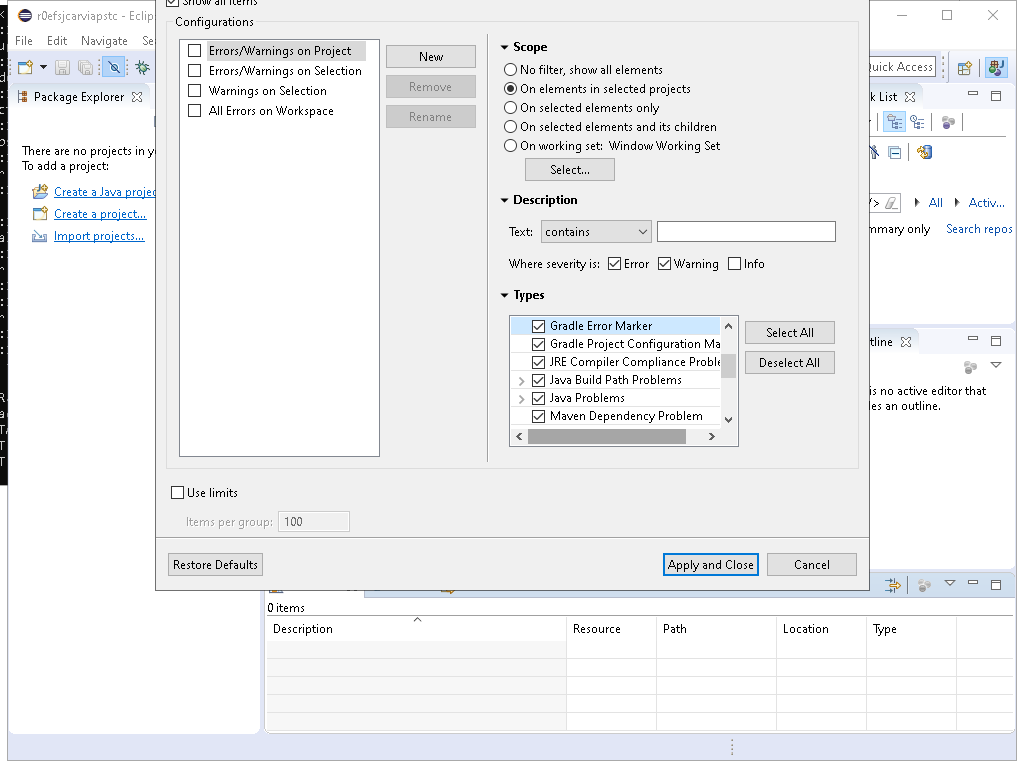 Show all items
r0efsjcarviapstc - Eclips
File Edit Navigate Se
Quick Access
Package Explorer
There are no projects in y
To add a project:
Create a Java projec
Create a project...
Import projects...
Configurations
Errors/Warnings on Project
Errors/Warnings on Selection
Warnings on Selection
All Errors on Workspace
New
Remove
Rename
Scope
No filter, show all elements
On elements in selected projects
On selected elements only
On selected elements and its children
On working set: Window Working Set
Select...
Description
Text: contains
Where severity is: Error Warning Info
Types
Gradle Error Marker
Gradle Project Configuration Ma
JRE Compiler Compliance Proble
Java Build Path Problems
Java Problems
Maven Dependency Problem
Select All
Deselect All
Use limits
Items per group: 100
Restore Defaults
Apply and Close
Cancel
k List
All
Activ...
mmary only
Search repos
tline
is no active editor that
des an outline.
0 items
Description Resource Path Location Type